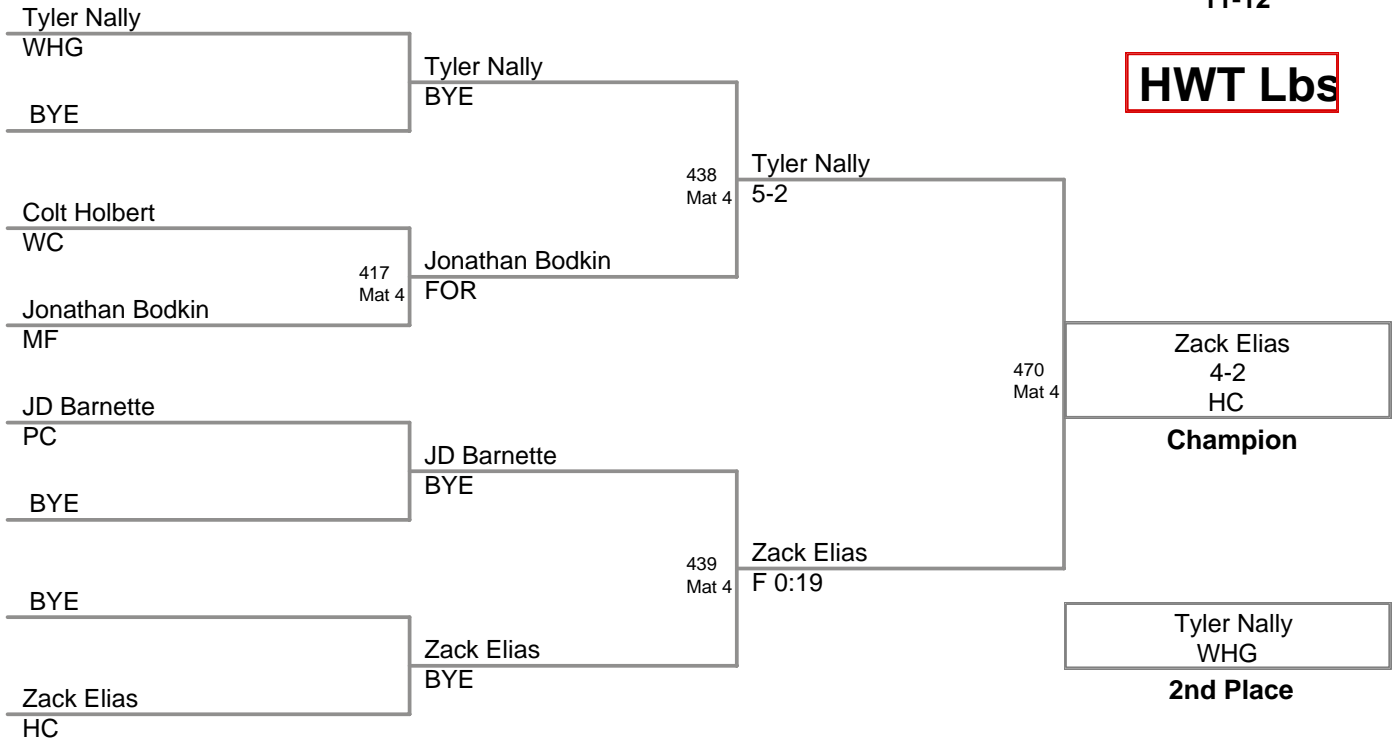 11-12
HWT Lbs
Tyler Nally
WHG
BYE
Colt Holbert
WC
Jonathan Bodkin
MF
JD Barnette
PC
BYE
BYE
Zack Elias
HC
Tyler Nally
BYE
417
Mat 4
Jonathan Bodkin
FOR
JD Barnette
BYE
Zack Elias
BYE
438
Mat 4
Tyler Nally
5-2
439
Mat 4
Zack Elias
F 0:19
470
Mat 4
Zack Elias
4-2
HC
Champion
Tyler Nally
WHG
2nd Place